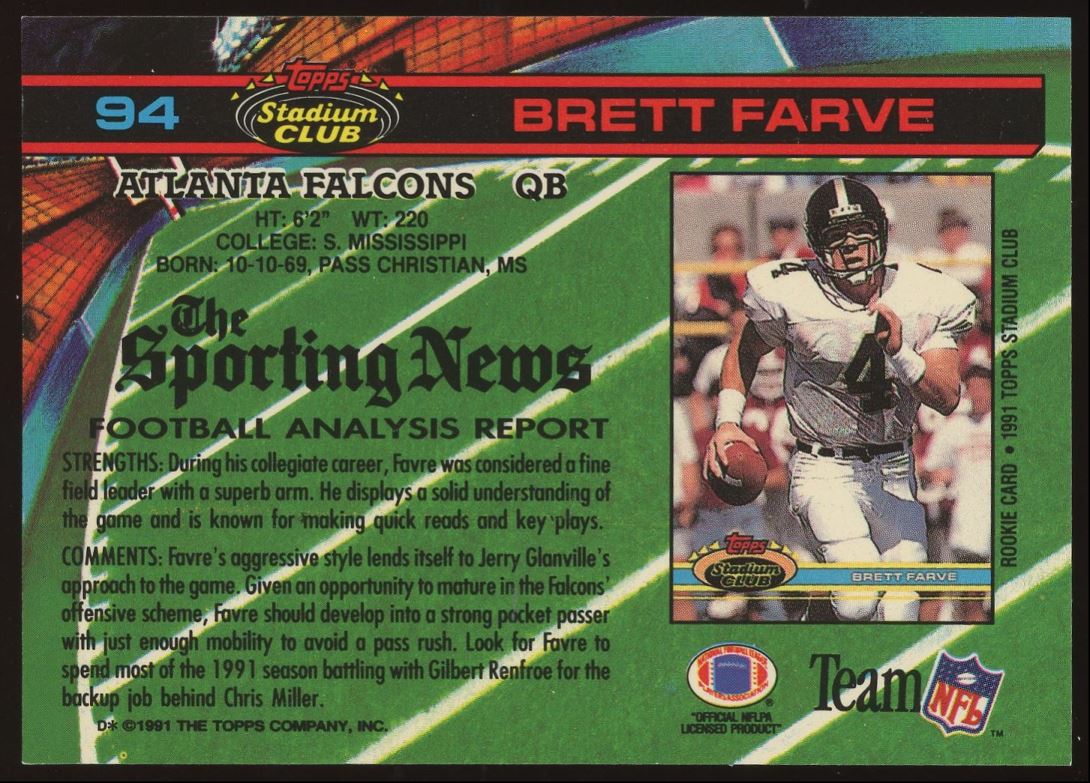 94
Topps
Stadium
CLUB
BRETT FARVE
ATLANTA FALCONS QB
HT: 6'2" WT: 220
COLLEGE: S. MISSISSIPPI
BORN: 10-10-69, PASS CHRISTIAN, MS
The
Sporting News
FOOTBALL ANALYSIS REPORT
STRENGTHS: During his collegiate career, Favre was considered a fine
field leader with a superb arm. He displays a solid understanding of
the game and is known for making quick reads and key plays.
COMMENTS: Favre's aggressive style lends itself to Jerry Glanville's
approach to the game. Given an opportunity to mature in the Falcons'
offensive scheme, Favre should develop into a strong pocket passer
with just enough mobility to avoid a pass rush. Look for Favre to
spend most of the 1991 season battling with Gilbert Renfroe for the
backup job behind Chris Miller.
D* ©1991 THE TOPPS COMPANY, INC.
4
4
Topps
Stadium
CLUB
BRETT FARVE
ROOKIE CARD • 1991 TOPPS STADIUM CLUB
NATIONAL FOOTBALL LEAGUE
PLAYERS ASSOCIATION
®
"OFFICIAL NFLPA
LICENSED PRODUCT"
Team NFL
™